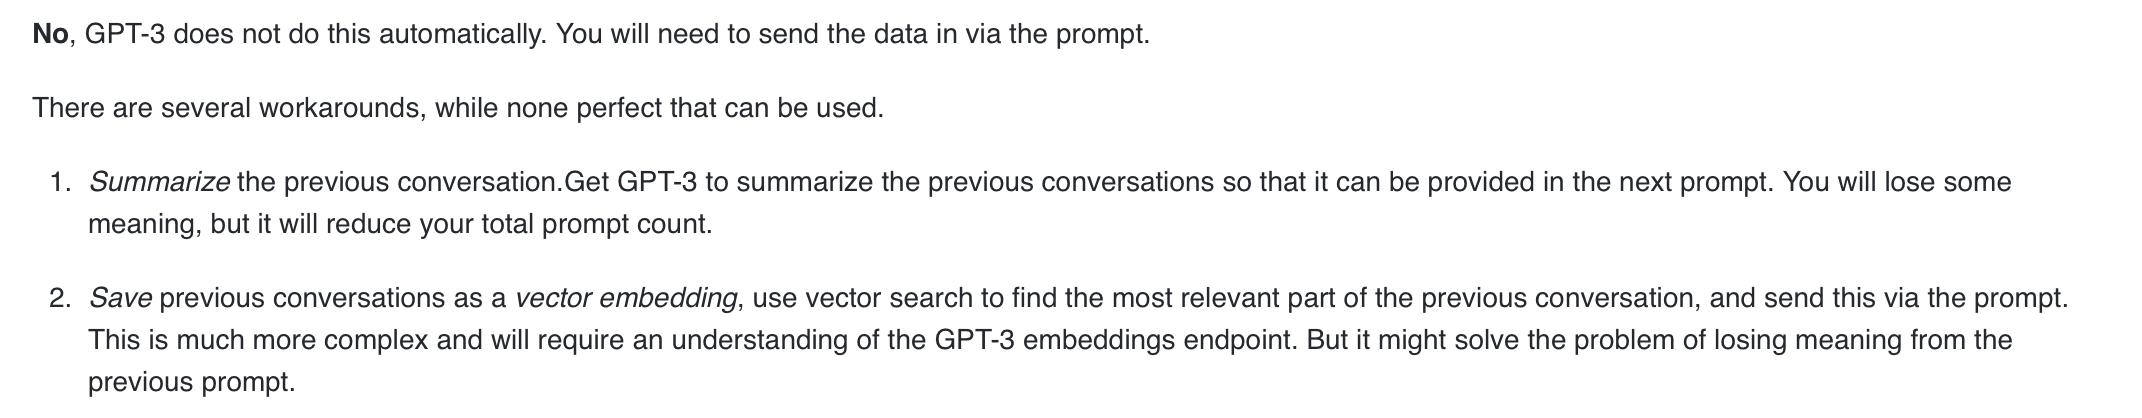 No, GPT-3 does not do this automatically. You will need to send the data in via the prompt.
There are several workarounds, while none perfect that can be used.
1. Summarize the previous conversation.Get GPT-3 to summarize the previous conversations so that it can be provided in the next prompt. You will lose some
meaning, but it will reduce your total prompt count.
2. Save previous conversations as a vector embedding, use vector search to find the most relevant part of the previous conversation, and send this via the prompt.
This is much more complex and will require an understanding of the GPT-3 embeddings endpoint. But it might solve the problem of losing meaning from the
previous prompt.